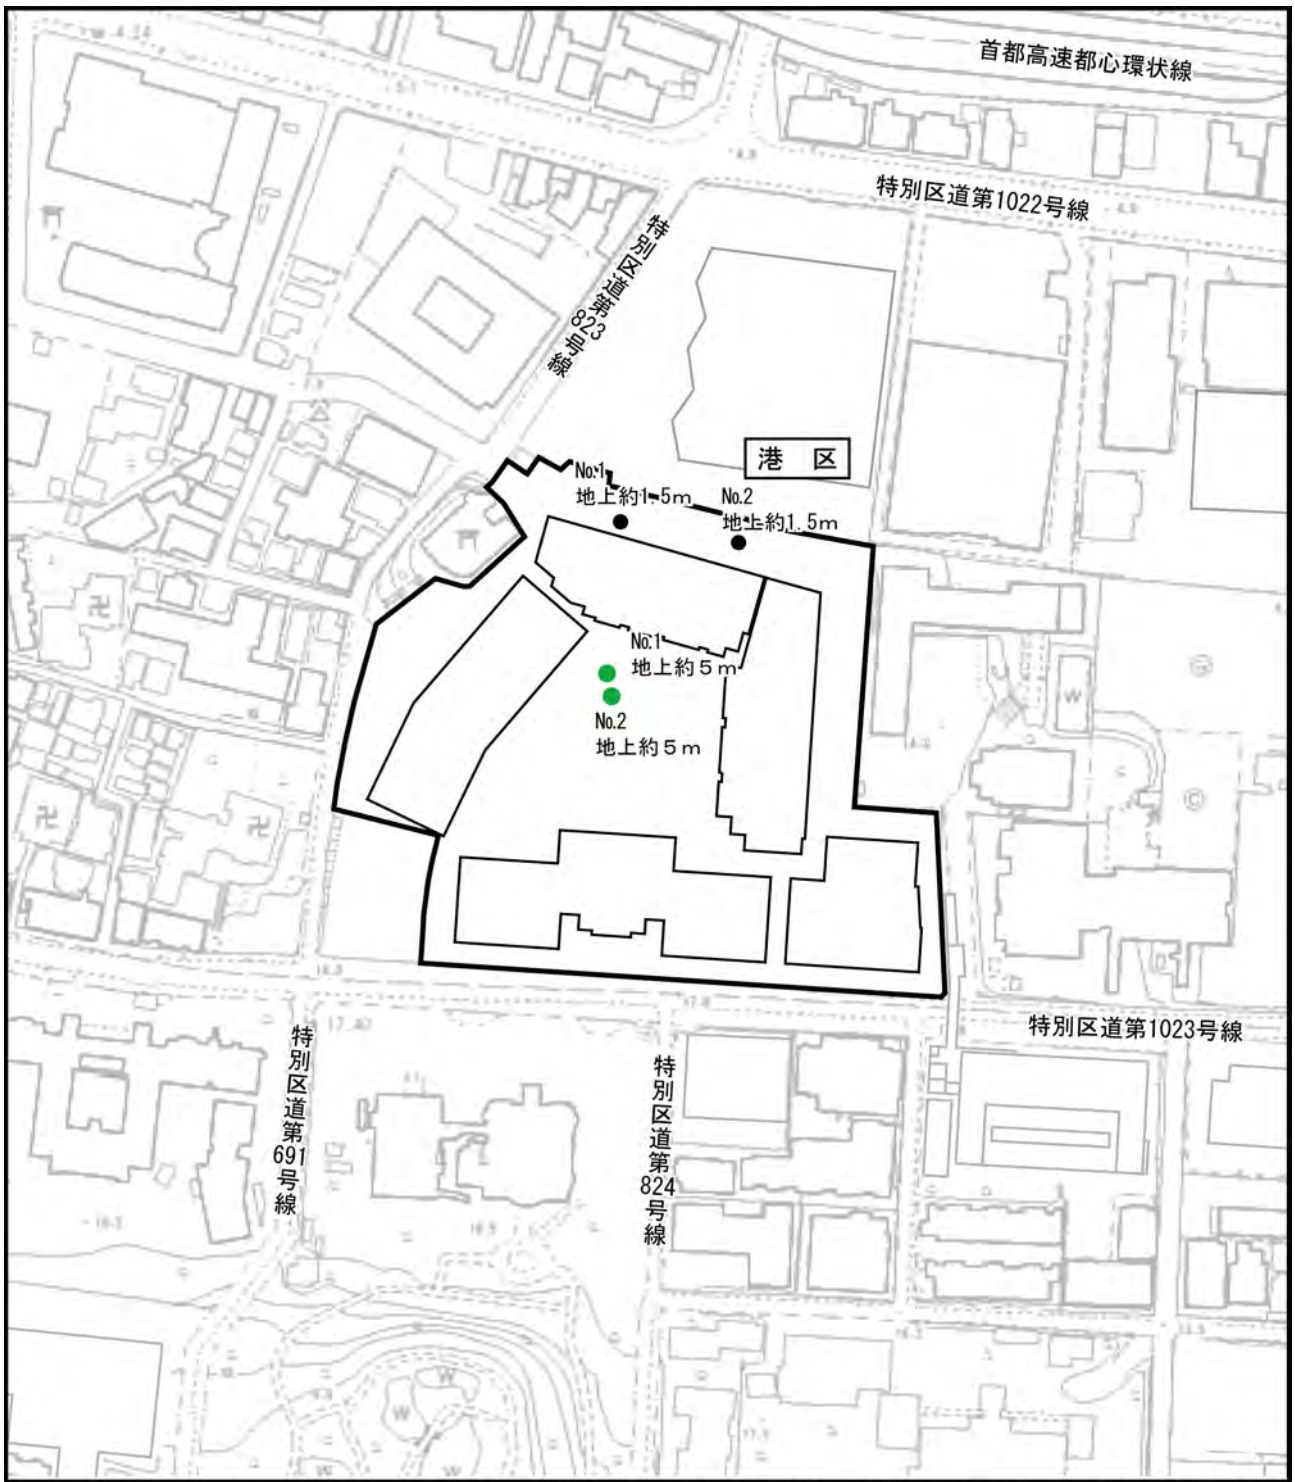 首都高速都心環状線
特別区道第1022号線
特別区道第823号線
港　区
No.1
地上約1.5m
No.2
地上約1.5m
No.1
地上約5m
No.2
地上約5m
特別区道第1023号線
特別区道第691号線
特別区道第824号線